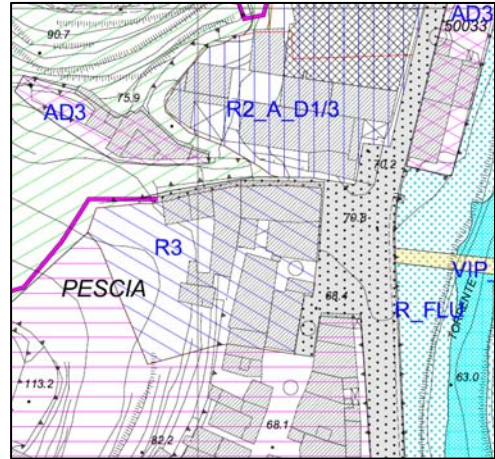 AD3
50033
90.7
75.9
AD3
R2_A_D1/3
70.2
70.8
R3
PESCIA
VIP_
68.4
R_FLU
TORRENTE
63.0
113.2
68.1
82.2